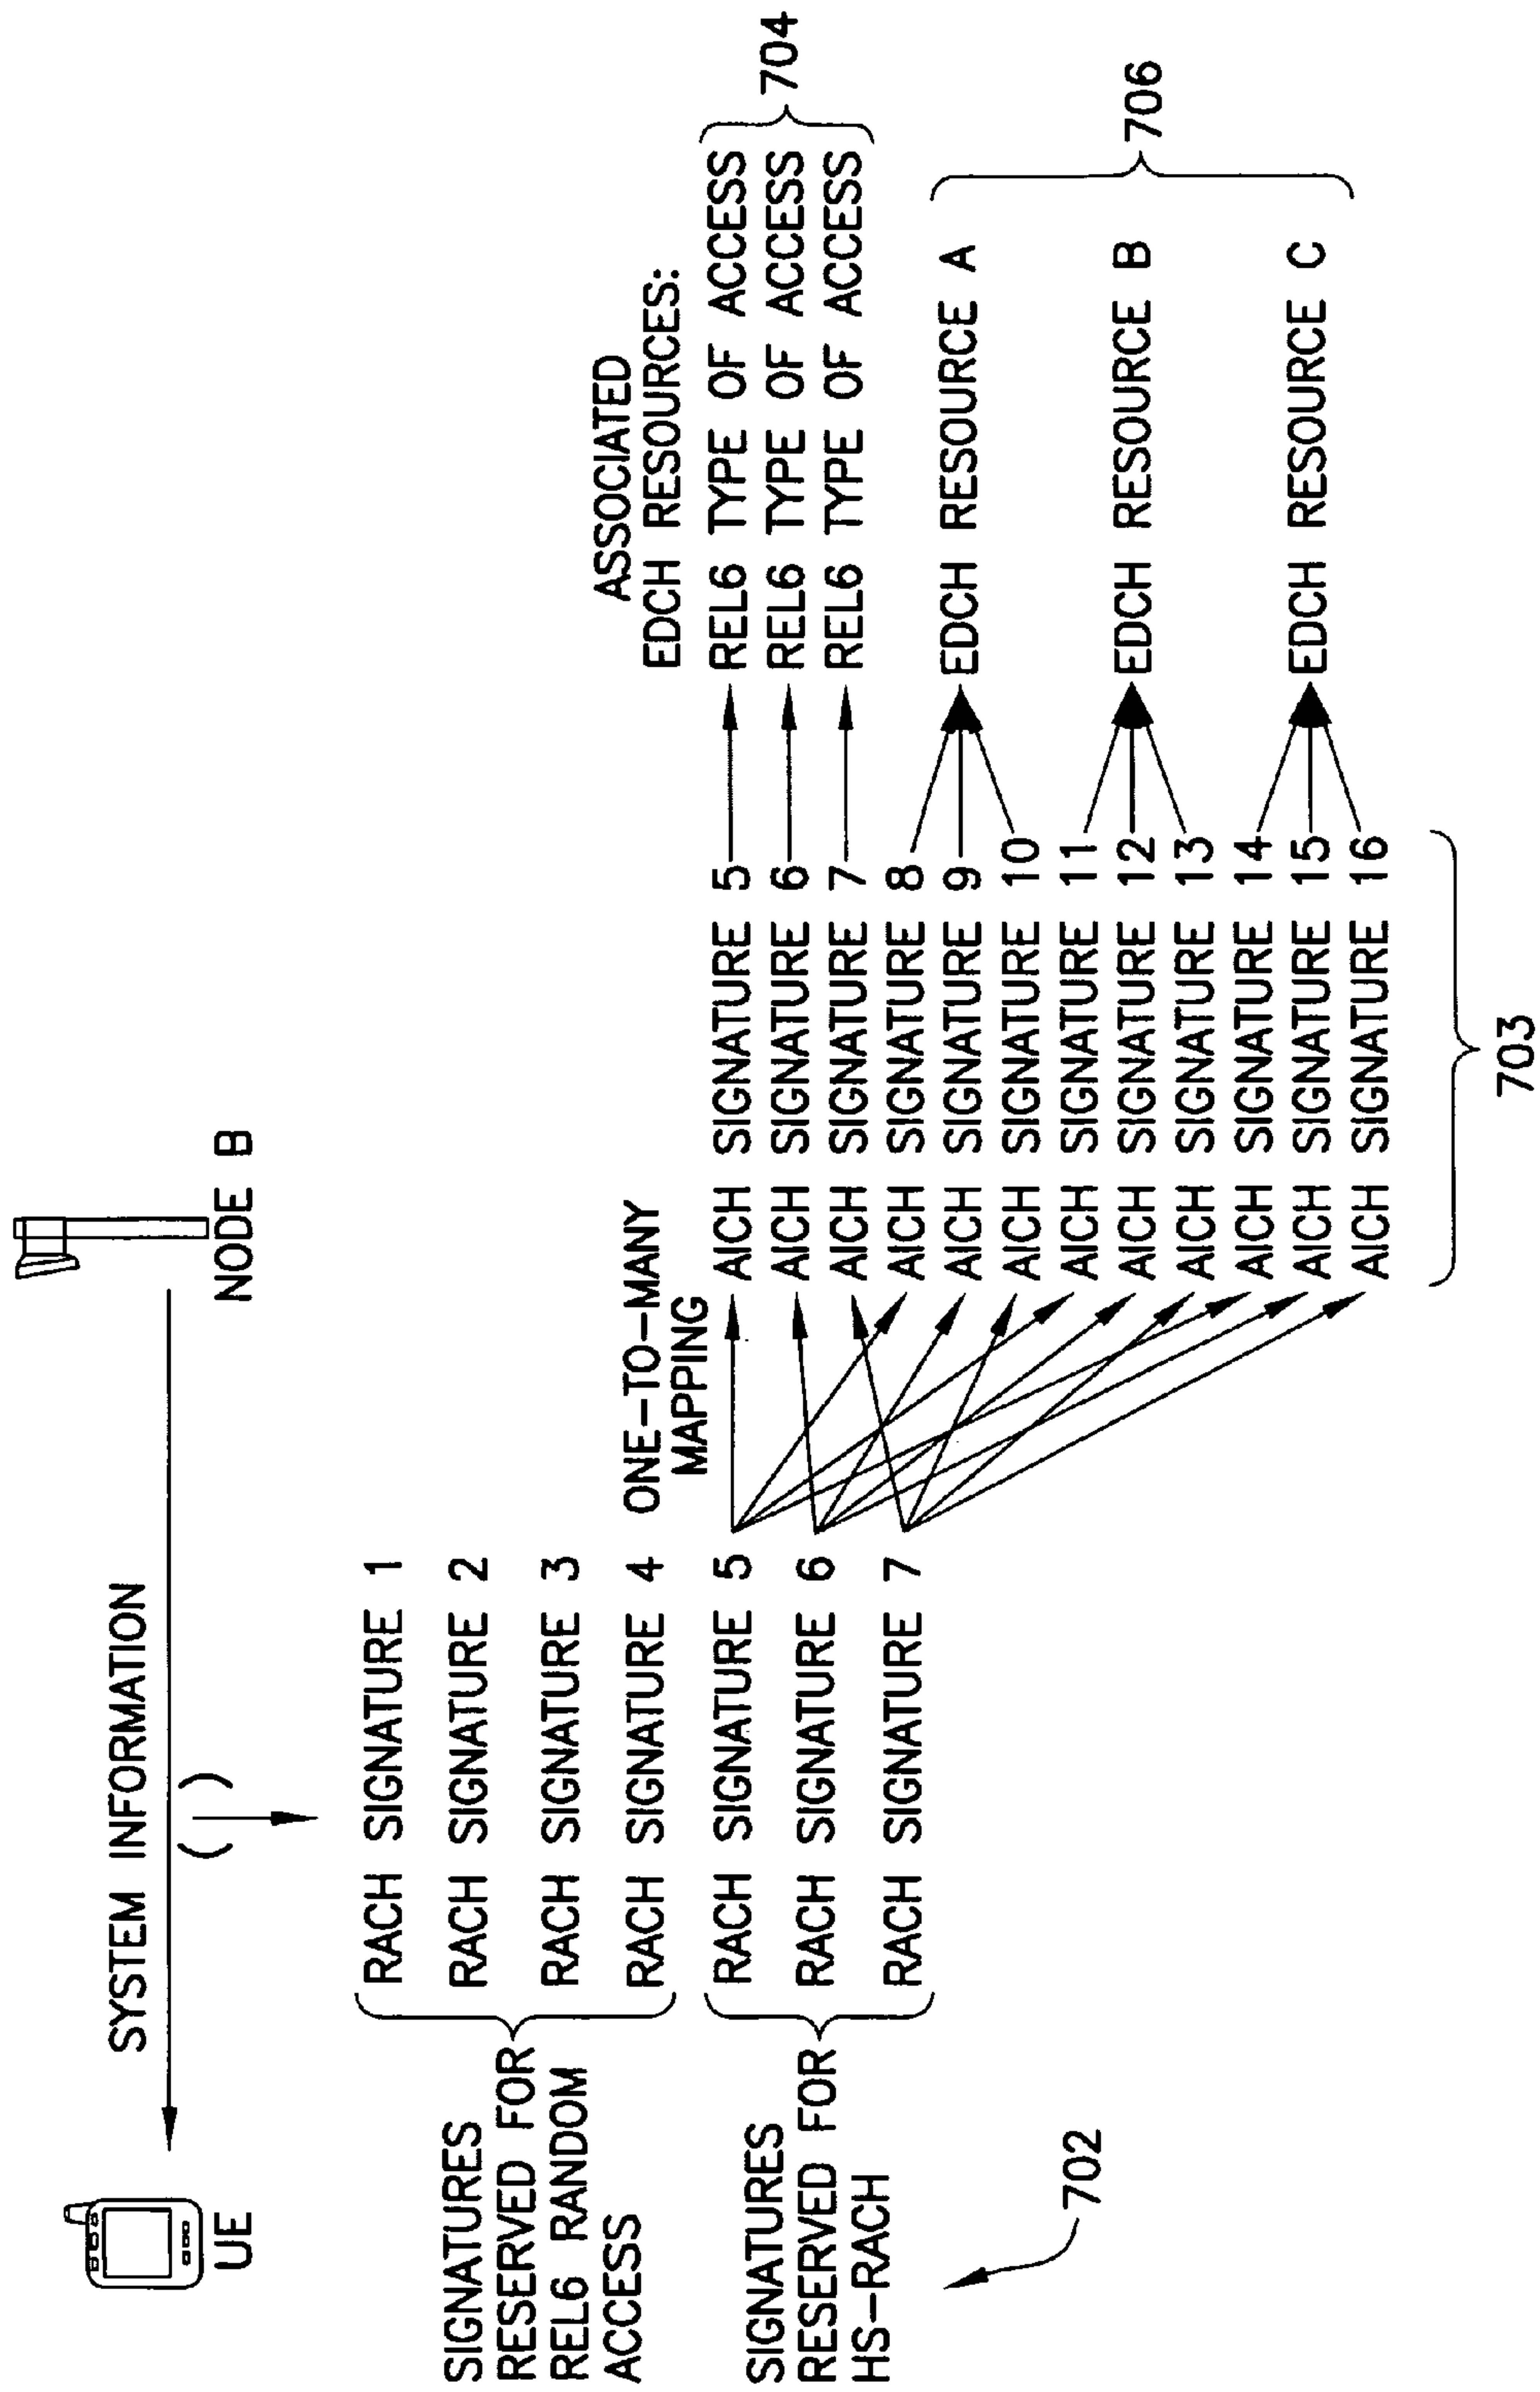 SYSTEM INFORMATION
UE
NODE B
SIGNATURES
RESERVED FOR
REL6 RANDOM
ACCESS
RACH SIGNATURE 1
RACH SIGNATURE 2
RACH SIGNATURE 3
RACH SIGNATURE 4
SIGNATURES
RESERVED FOR
HS-RACH
RACH SIGNATURE 5
RACH SIGNATURE 6
RACH SIGNATURE 7
702
ONE-TO-MANY
MAPPING
AICH SIGNATURE 5
AICH SIGNATURE 6
AICH SIGNATURE 7
AICH SIGNATURE 8
AICH SIGNATURE 9
AICH SIGNATURE 10
AICH SIGNATURE 11
AICH SIGNATURE 12
AICH SIGNATURE 13
AICH SIGNATURE 14
AICH SIGNATURE 15
AICH SIGNATURE 16
703
ASSOCIATED
EDCH RESOURCES:
REL6 TYPE OF ACCESS
REL6 TYPE OF ACCESS
REL6 TYPE OF ACCESS
704
EDCH RESOURCE A
EDCH RESOURCE B
EDCH RESOURCE C
706